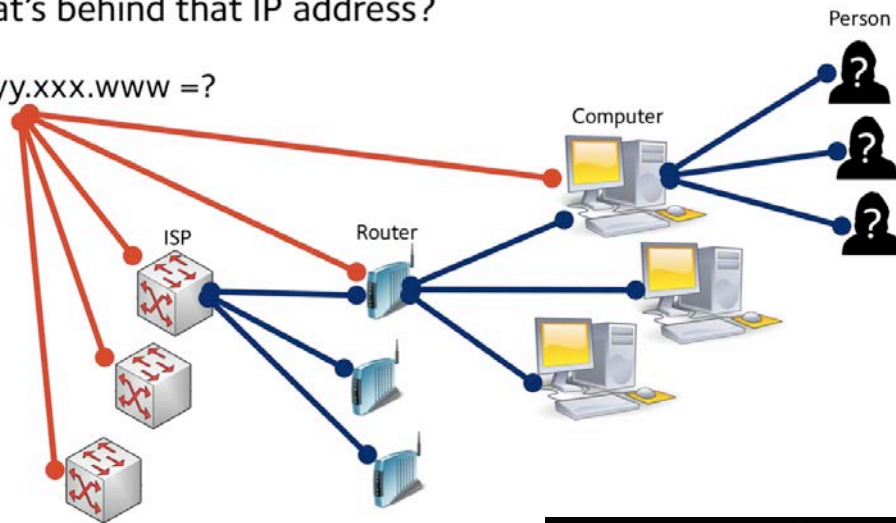 at's behind that IP address?
yy.xxx.www =?
Person
Computer
ISP
Router
?
?
?